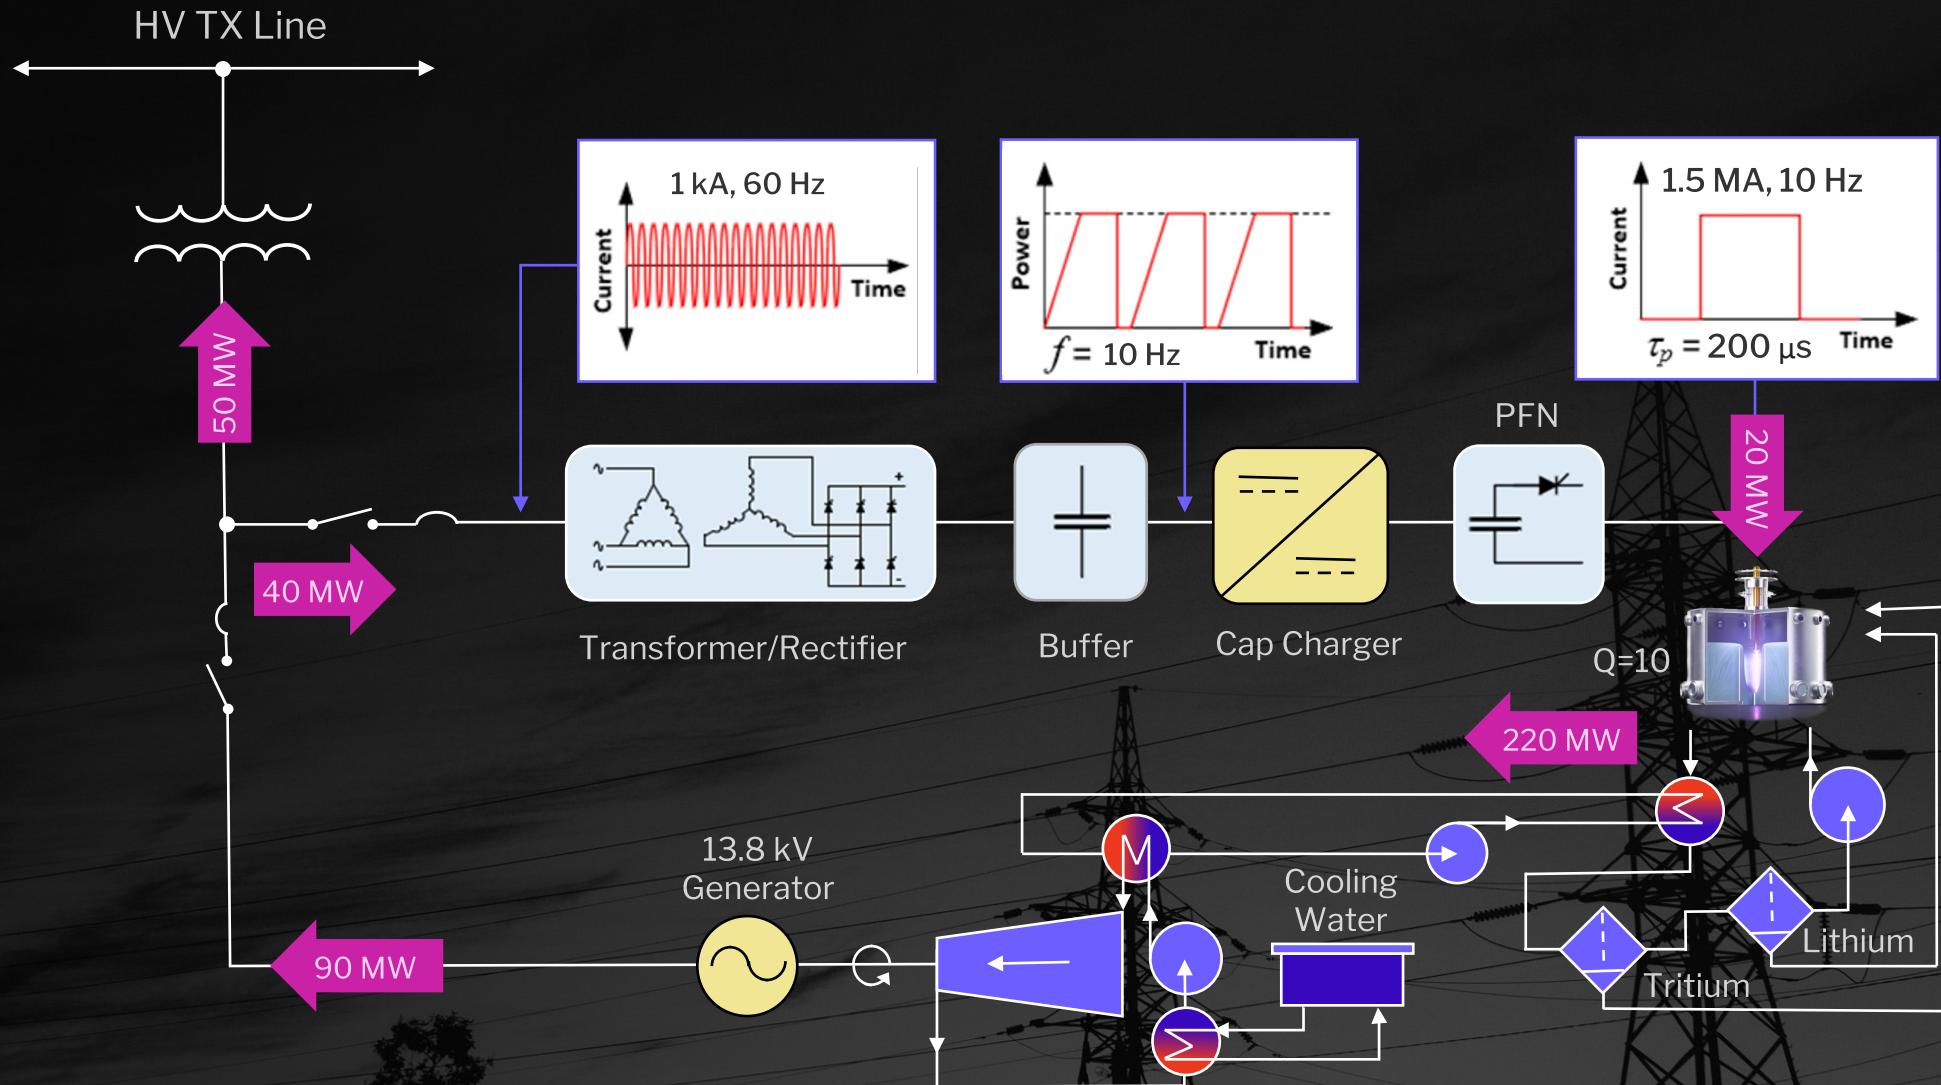 HV TX Line
1 kA, 60 Hz
Current
Time
Power
f = 10 Hz
Time
1.5 MA, 10 Hz
Current
τp = 200 μs
Time
50 MW
40 MW
20 MW
PFN
+
-
Transformer/Rectifier
Buffer
Cap Charger
Q=10
220 MW
13.8 kV
Generator
90 MW
Cooling
Water
Lithium
Tritium